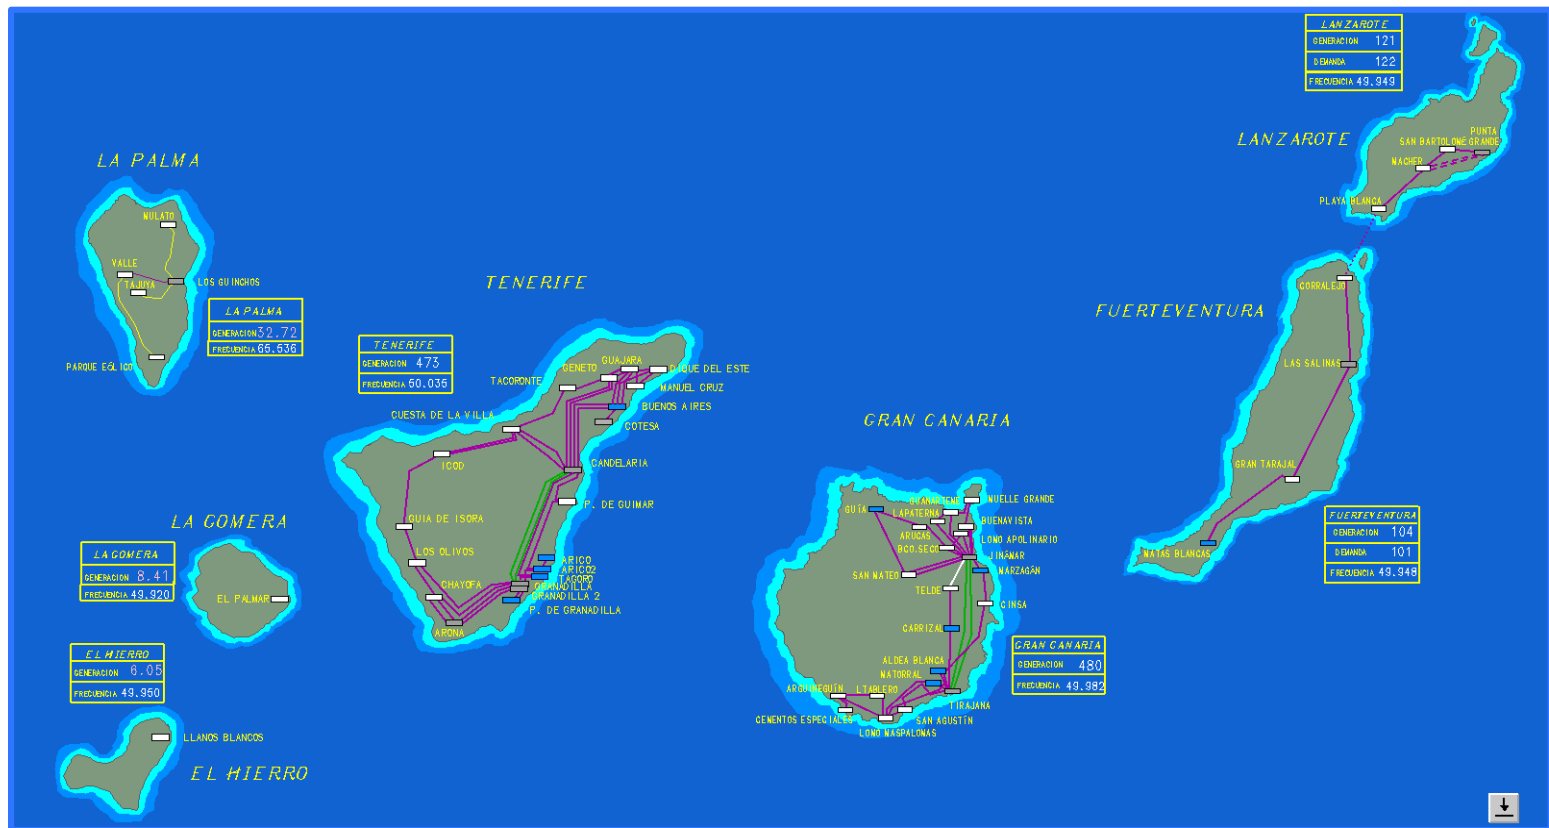 LANZAROTE
GENERACION 121
DEMANDA 122
FRECUENCIA 49.949
LANZAROTE
PUNTA
SAN BARTOLOMÉ GRANDE
MACHER
PLAYA BLANCA
LA PALMA
MULATO
VALLE
TAJUYA
LOS GUINCHOS
PARQUE EÓLICO
LA PALMA
GENERACION 32.72
FRECUENCIA 65.536
TENERIFE
TENERIFE
GENERACION 473
FRECUENCIA 50.036
GUAJARA
GENETO
DIQUE DEL ESTE
TACORONTE
MANUEL CRUZ
BUENOS AIRES
CUESTA DE LA VILLA
COTESA
ICOD
CANDELARIA
P. DE GUIMAR
GUIA DE ISORA
LOS OLIVOS
ARICO
ARICO2
TAGORO
CHAYOFA
GRANADILLA
GRANADILLA 2
P. DE GRANADILLA
ARONA
FUERTEVENTURA
CORRALEJO
LAS SALINAS
GRAN TARAJAL
MATAS BLANCAS
FUERTEVENTURA
GENERACION 104
DEMANDA 101
FRECUENCIA 49.948
GRAN CANARIA
GUANARTEME
MUELLE GRANDE
GUÍA
LAPATERNA
BUENAVISTA
ARUCAS
LOMO APOLINARIO
BCO.SECO
JINÁMAR
SAN MATEO
MARZAGÁN
TELDE
CINSA
CARRIZAL
ALDEA BLANCA
MATORRAL
ARGUINEGUÍN
LTABLERO
TIRAJANA
CEMENTOS ESPECIALES
SAN AGUSTÍN
LOMO MASPALOMAS
GRAN CANARIA
GENERACION 480
FRECUENCIA 49.982
LA GOMERA
LA GOMERA
GENERACION 8.41
FRECUENCIA 49.920
EL PALMAR
EL HIERRO
GENERACION 6.05
FRECUENCIA 49.950
LLANOS BLANCOS
EL HIERRO